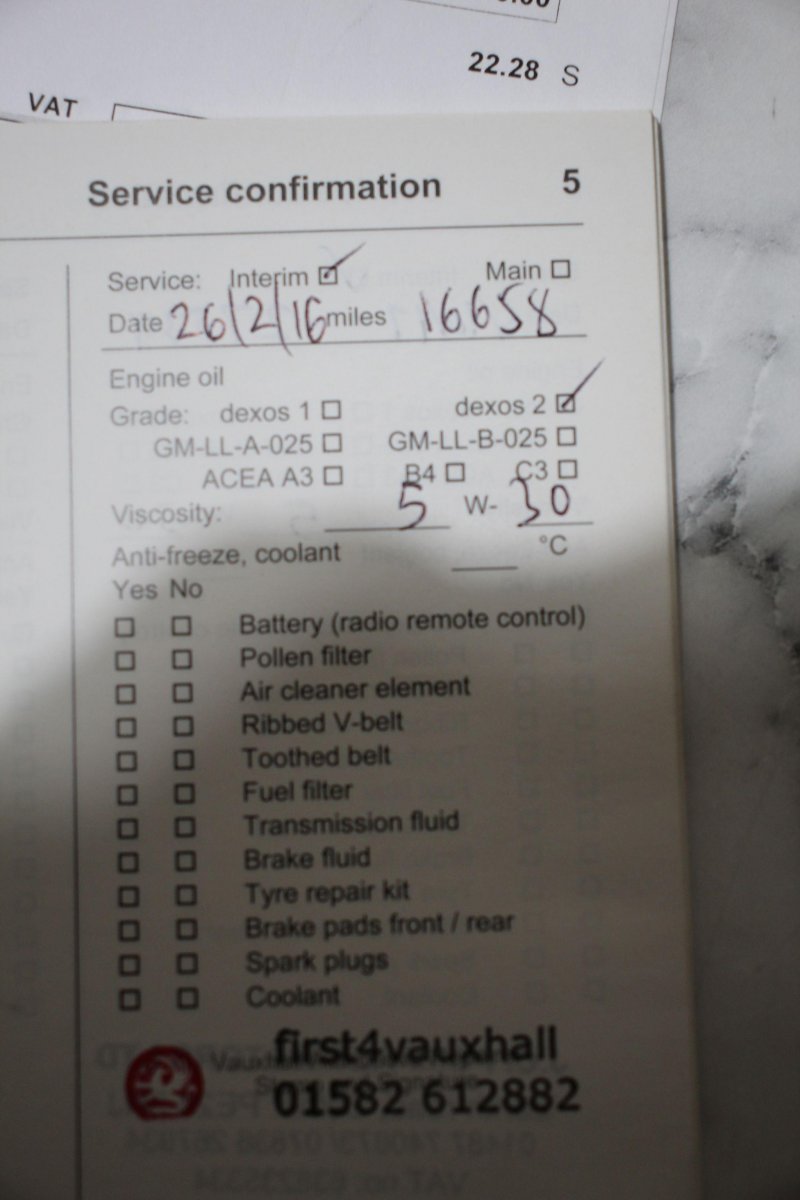 22.28 S
VAT
Service confirmation 5
Service: Interim ☑ Main ☐
Date 26/2/16 miles 16658
Engine oil
Grade: dexos 1 ☐ dexos 2 ☑
GM-LL-A-025 ☐ GM-LL-B-025 ☐
ACEA A3 ☐ B4 ☐ C3 ☐
Viscosity: 5 W- 30
Anti-freeze, coolant °C
Yes No
☐ ☐ Battery (radio remote control)
☐ ☐ Pollen filter
☐ ☐ Air cleaner element
☐ ☐ Ribbed V-belt
☐ ☐ Toothed belt
☐ ☐ Fuel filter
☐ ☐ Transmission fluid
☐ ☐ Brake fluid
☐ ☐ Tyre repair kit
☐ ☐ Brake pads front / rear
☐ ☐ Spark plugs
☐ ☐ Coolant
first4vauxhall
01582 612882